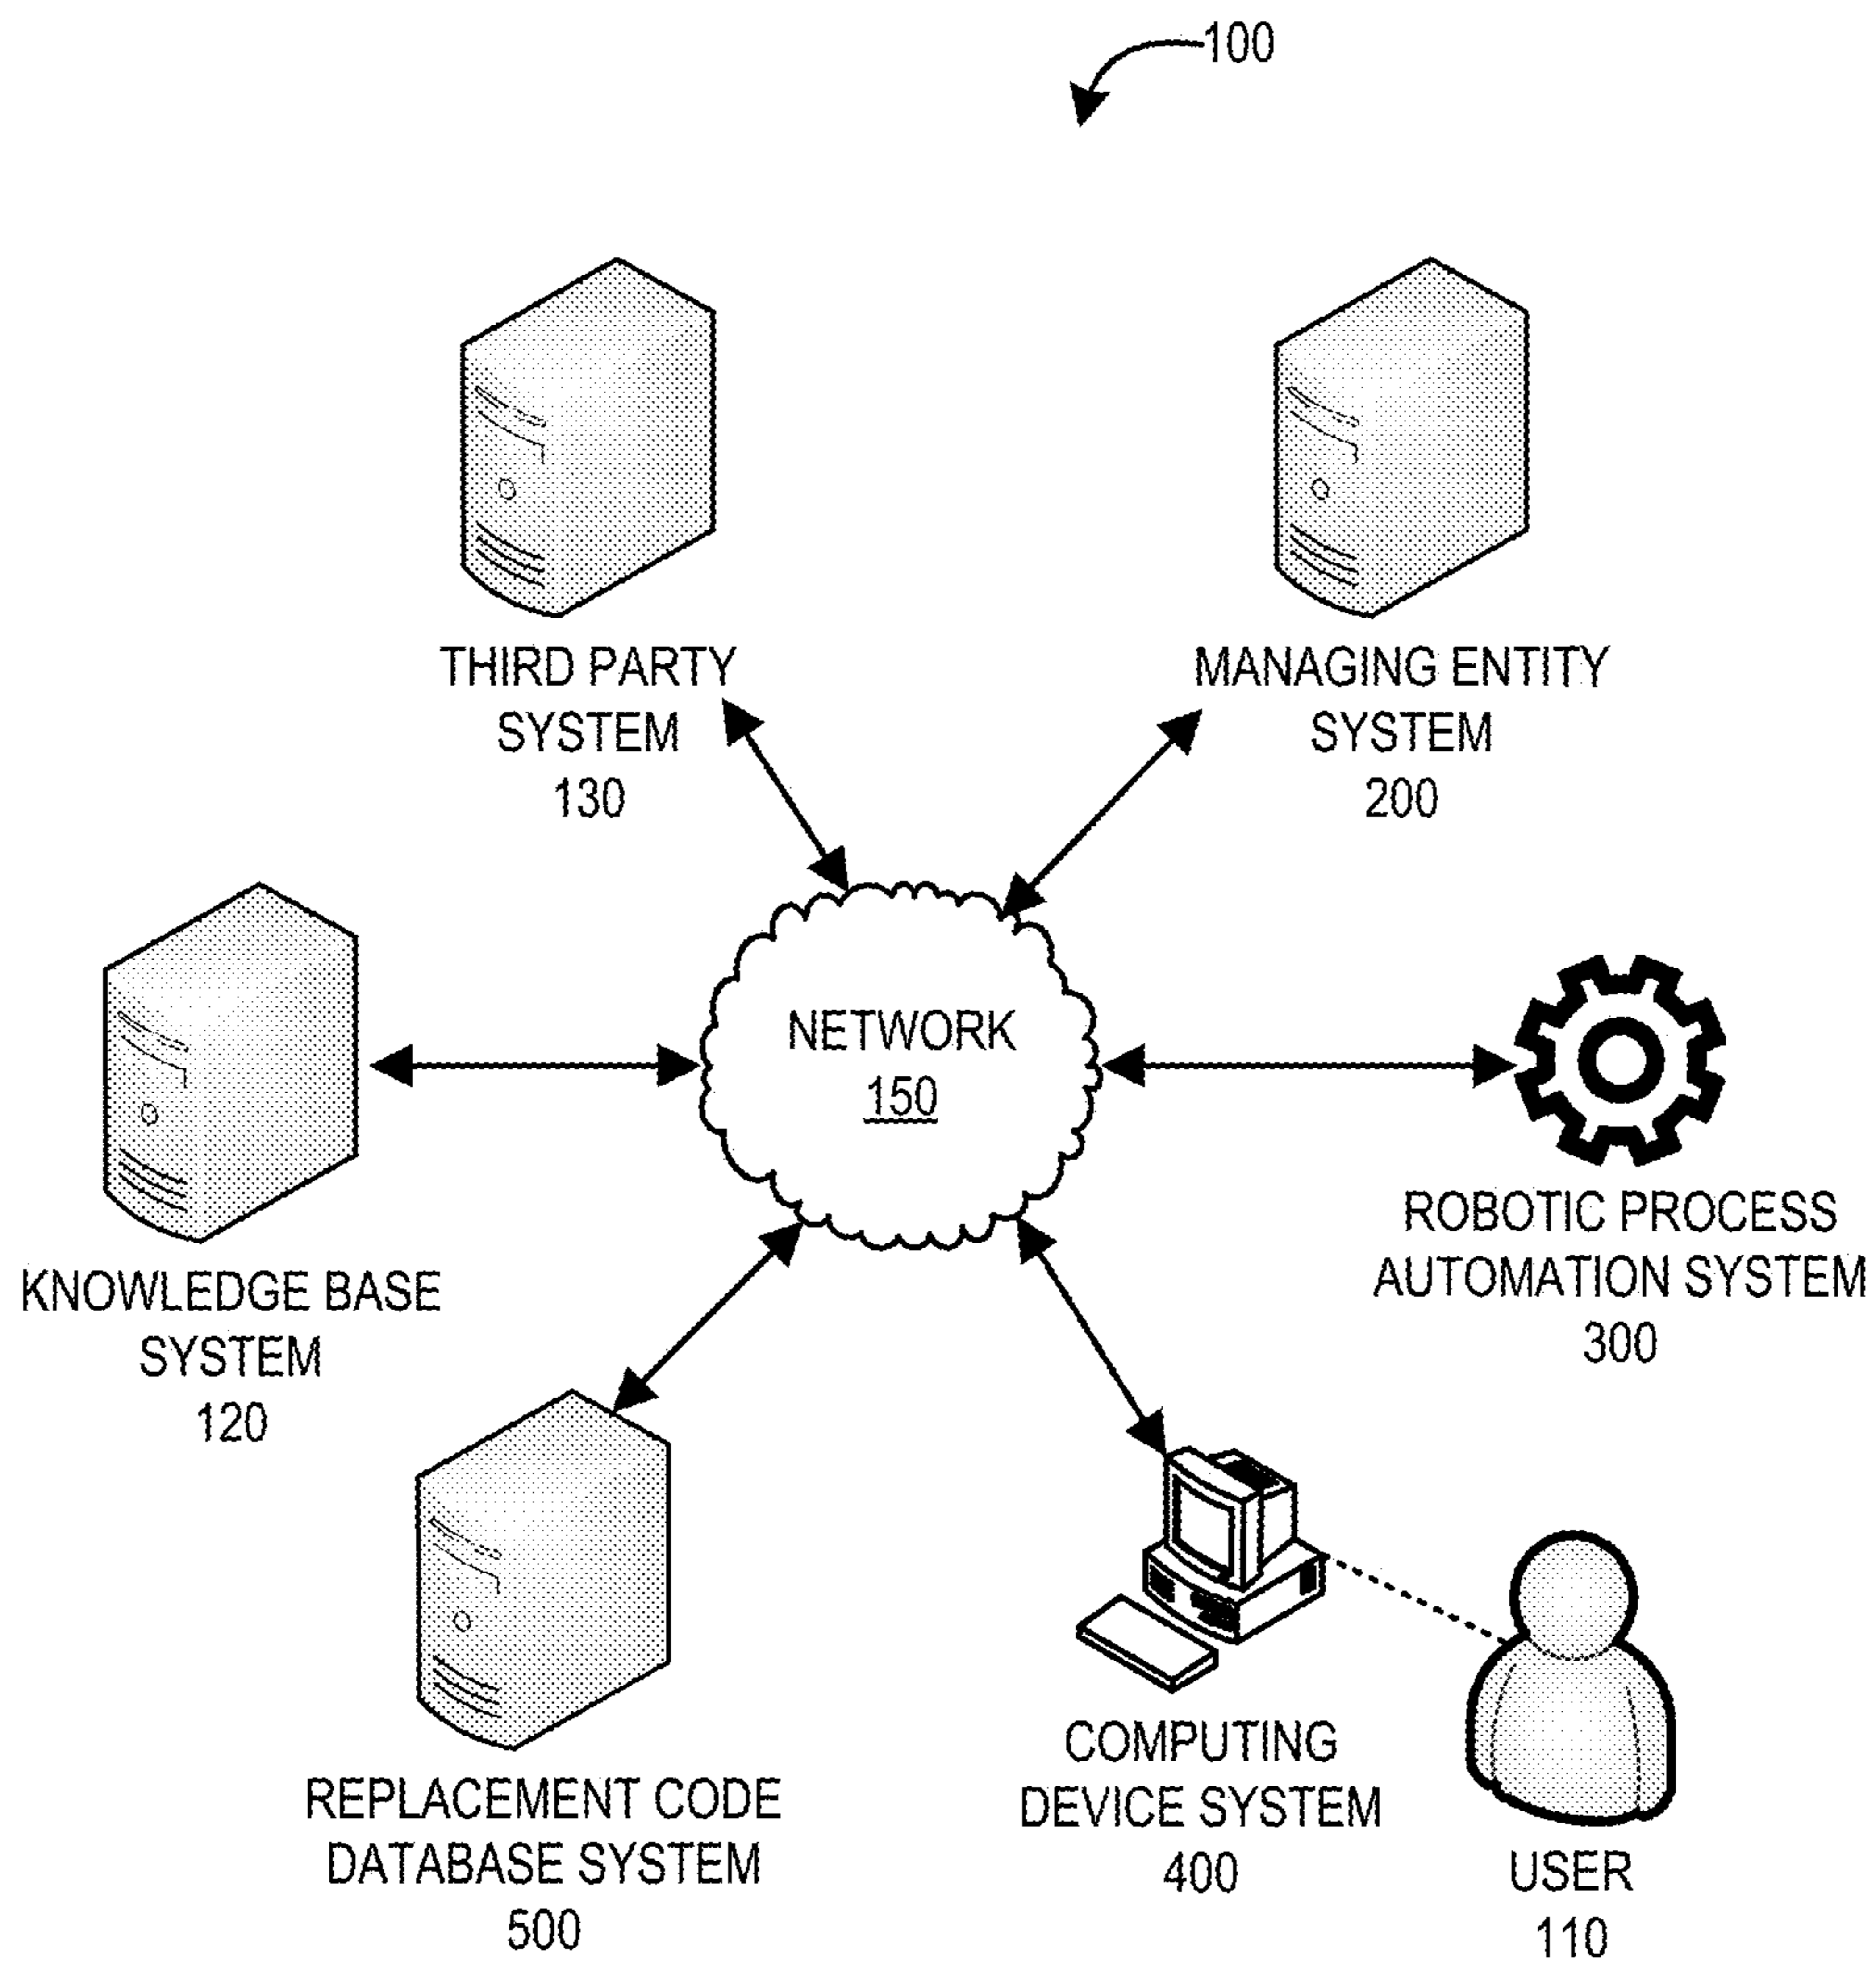 100
THIRD PARTY
SYSTEM
130
MANAGING ENTITY
SYSTEM
200
NETWORK
150
KNOWLEDGE BASE
SYSTEM
120
ROBOTIC PROCESS
AUTOMATION SYSTEM
300
REPLACEMENT CODE
DATABASE SYSTEM
500
COMPUTING
DEVICE SYSTEM
400
USER
110